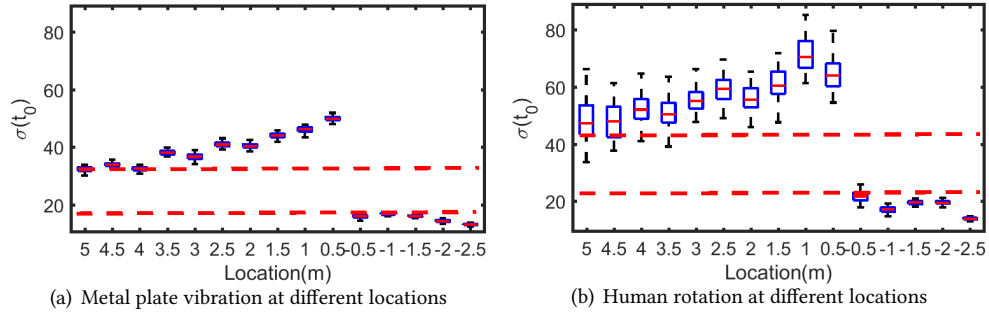 80
60
40
20
σ(t0)
5 4.5 4 3.5 3 2.5 2 1.5 1 0.5 -0.5 -1 -1.5 -2 -2.5
Location(m)
(a) Metal plate vibration at different locations
80
60
40
20
σ(t0)
5 4.5 4 3.5 3 2.5 2 1.5 1 0.5 -0.5 -1 -1.5 -2 -2.5
Location(m)
(b) Human rotation at different locations